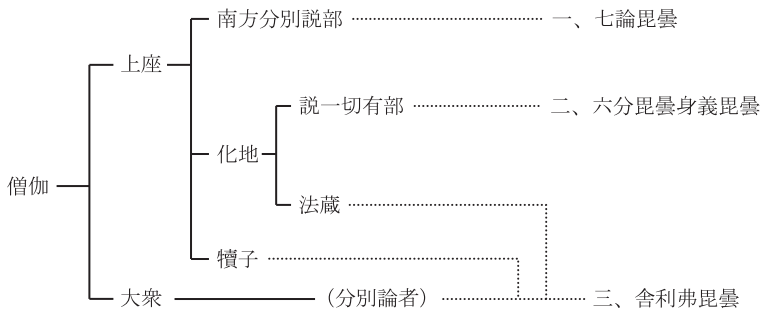 南方分別説部 一、七論毘曇
上座
説一切有部 二、六分毘曇身義毘曇
化地
僧伽
法蔵
犢子
大衆 （分別論者） 三、舎利弗毘曇